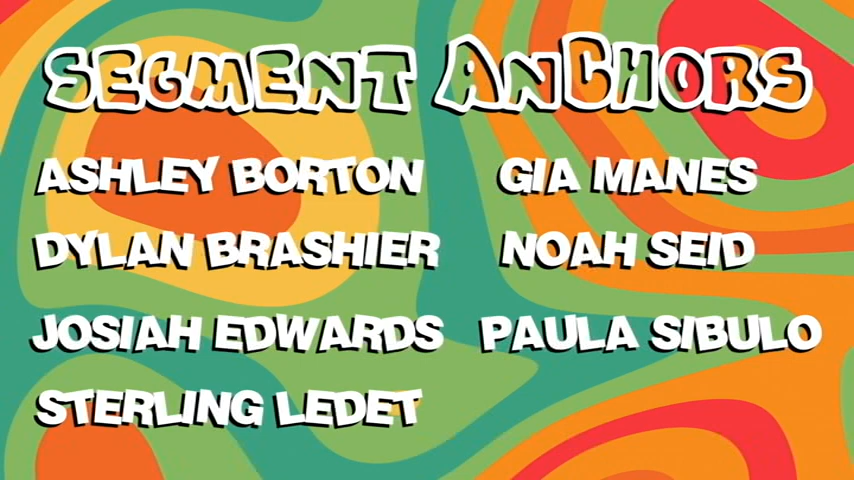 SEGMENT ANCHORS
ASHLEY BORTON
DYLAN BRASHIER
JOSIAH EDWARDS
STERLING LEDET
GIA MANES
NOAH SEID
PAULA SIBULO